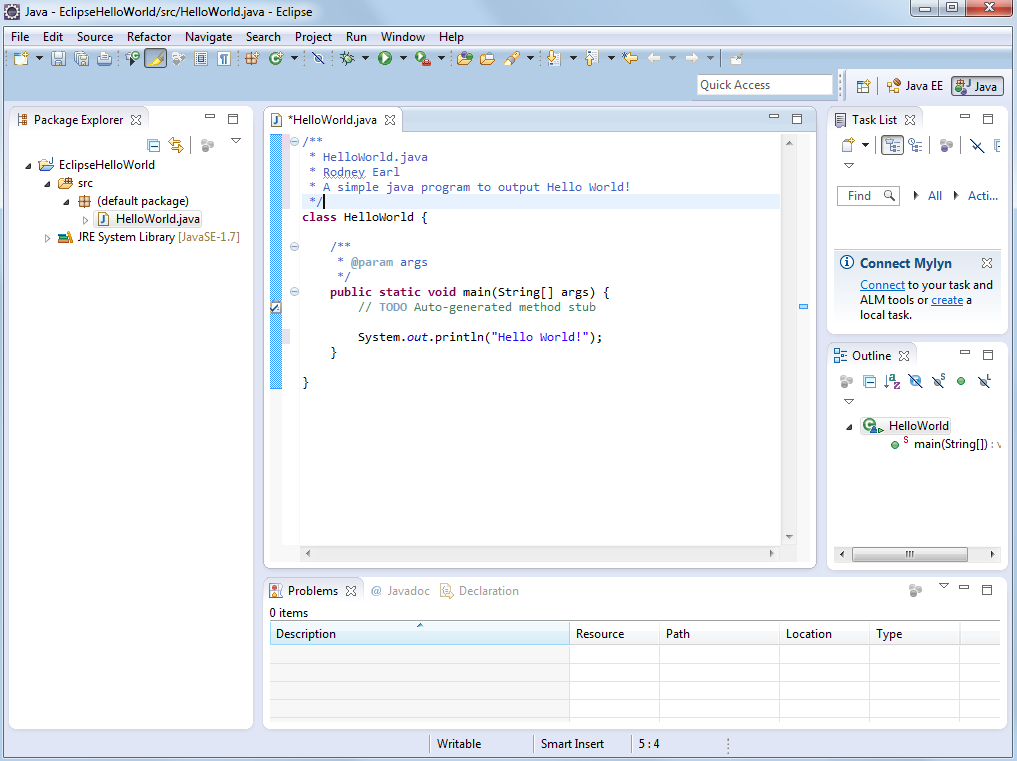 Java - EclipseHelloWorld/src/HelloWorld.java - Eclipse
File Edit Source Refactor Navigate Search Project Run Window Help
Quick Access
Java EE
Java
Package Explorer
EclipseHelloWorld
src
(default package)
HelloWorld.java
JRE System Library [JavaSE-1.7]
*HelloWorld.java
/**
 * HelloWorld.java
 * Rodney Earl
 * A simple java program to output Hello World!
 */
class HelloWorld {
    /**
     * @param args
     */
    public static void main(String[] args) {
        // TODO Auto-generated method stub
        System.out.println("Hello World!");
    }
}
Task List
Find All Acti...
Connect Mylyn
Connect to your task and
ALM tools or create a
local task.
Outline
HelloWorld
main(String[]) : v
Problems @ Javadoc Declaration
0 items
Description Resource Path Location Type
Writable Smart Insert 5 : 4